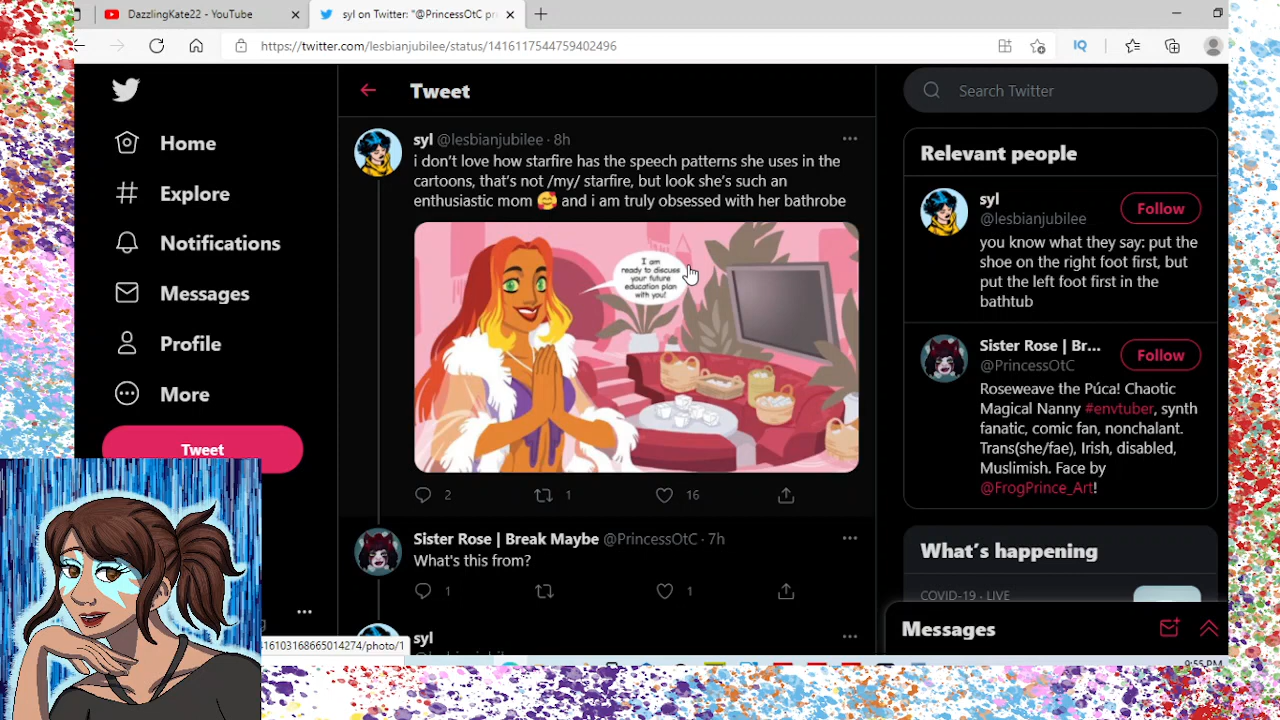 DazzlingKate22 - YouTube
syl on Twitter: "@PrincessOtC pr
https://twitter.com/lesbianjubilee/status/1416117544759402496
IQ
Home
Explore
Notifications
Messages
Profile
More
Tweet
Tweet
syl @lesbianjubilee · 8h
i don't love how starfire has the speech patterns she uses in the
cartoons, that's not /my/ starfire, but look she's such an
enthusiastic mom 🥰 and i am truly obsessed with her bathrobe
I am
ready to discuss
your future
education plan
with you!
2
1
16
Sister Rose | Break Maybe @PrincessOtC · 7h
What's this from?
1
1
syl
Search Twitter
Relevant people
syl
@lesbianjubilee
Follow
you know what they say: put the
shoe on the right foot first, but
put the left foot first in the
bathtub
Sister Rose | Br...
@PrincessOtC
Follow
Roseweave the Púca! Chaotic
Magical Nanny #envtuber, synth
fanatic, comic fan, nonchalant.
Trans(she/fae), Irish, disabled,
Muslimish. Face by
@FrogPrince_Art!
What's happening
COVID-19 · LIVE
Messages
416103168665014274/photo/1